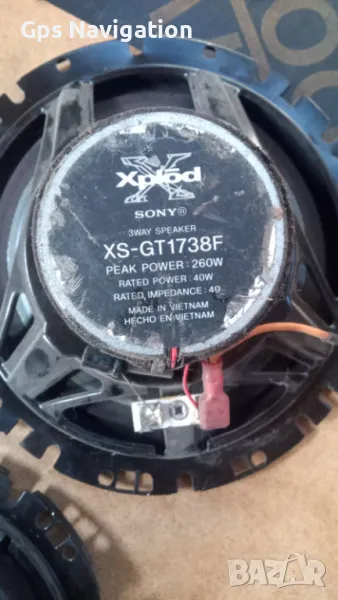 Gps Navigation
Xplod
SONY®
3WAY SPEAKER
XS-GT1738F
PEAK POWER : 260W
RATED POWER : 40W
RATED IMPEDANCE : 4Ω
MADE IN VIETNAM
HECHO EN VIETNAM
bazar